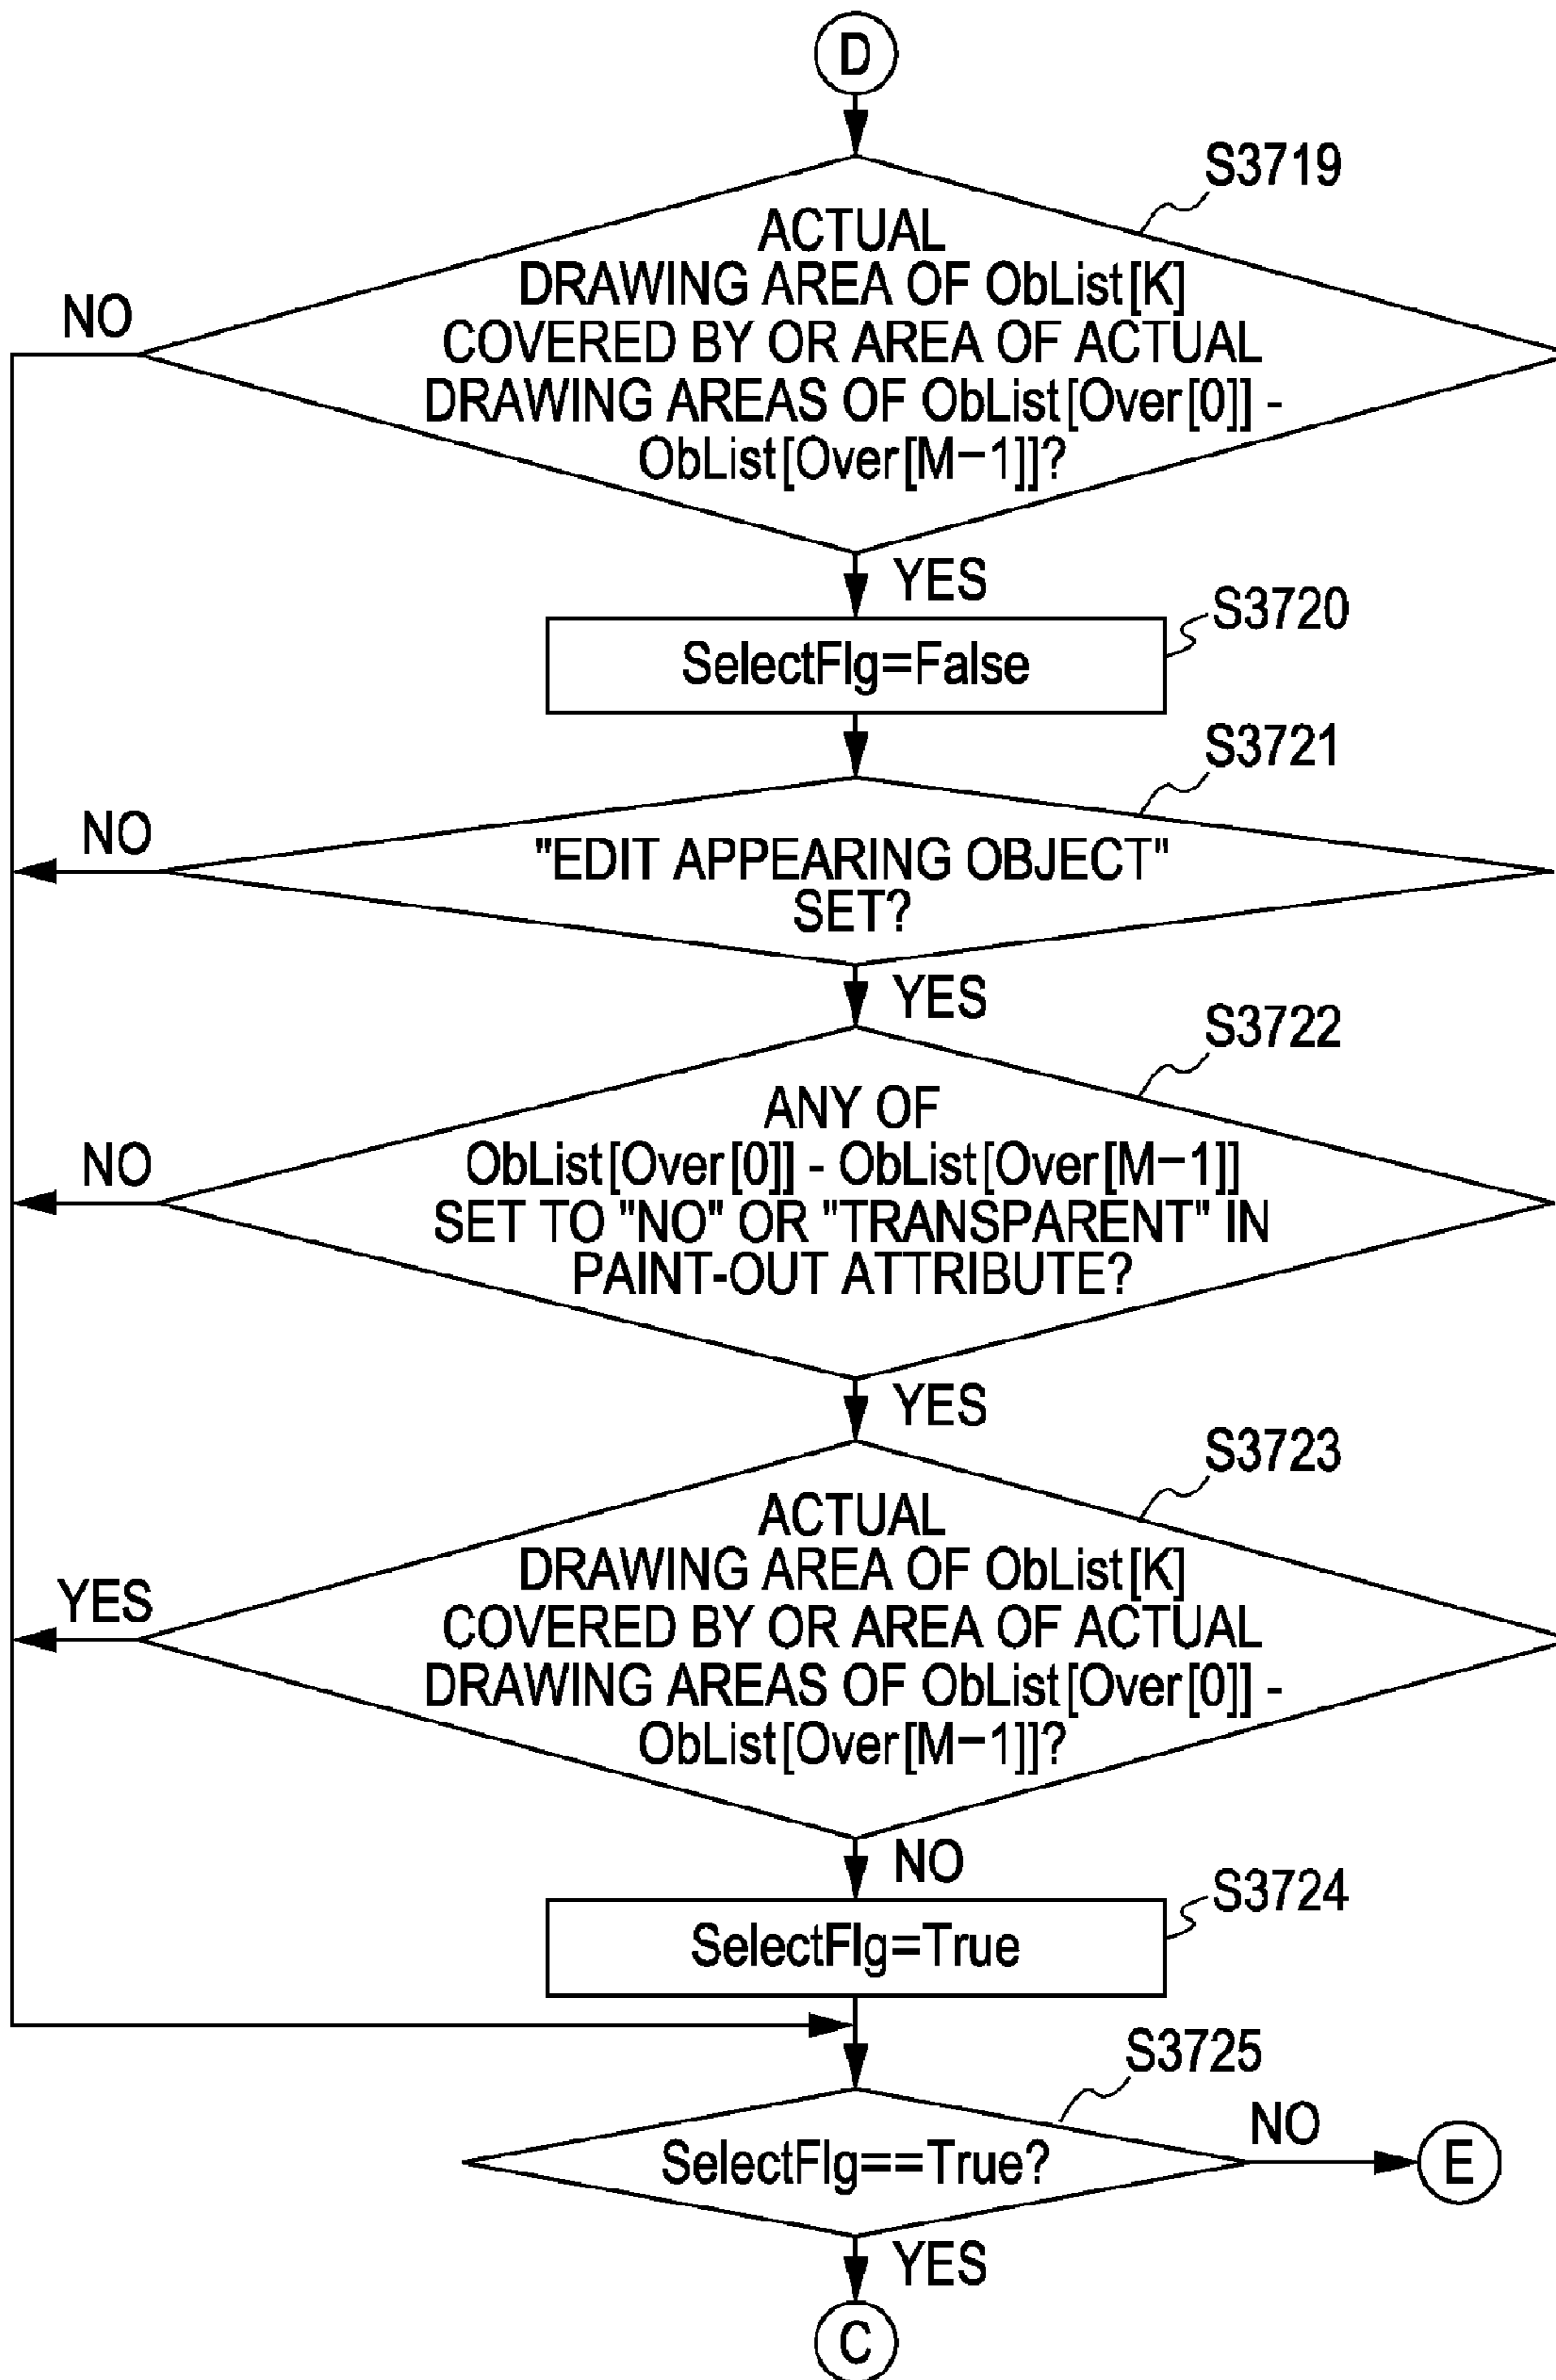 D
S3719
ACTUAL
DRAWING AREA OF ObList[K]
COVERED BY OR AREA OF ACTUAL
DRAWING AREAS OF ObList[Over[0]] -
ObList[Over[M-1]]?
NO
YES
S3720
SelectFlg=False
S3721
"EDIT APPEARING OBJECT"
SET?
NO
YES
S3722
ANY OF
ObList[Over[0]] - ObList[Over[M-1]]
SET TO "NO" OR "TRANSPARENT" IN
PAINT-OUT ATTRIBUTE?
NO
YES
S3723
ACTUAL
DRAWING AREA OF ObList[K]
COVERED BY OR AREA OF ACTUAL
DRAWING AREAS OF ObList[Over[0]] -
ObList[Over[M-1]]?
YES
NO
S3724
SelectFlg=True
S3725
SelectFlg==True?
NO
E
YES
C